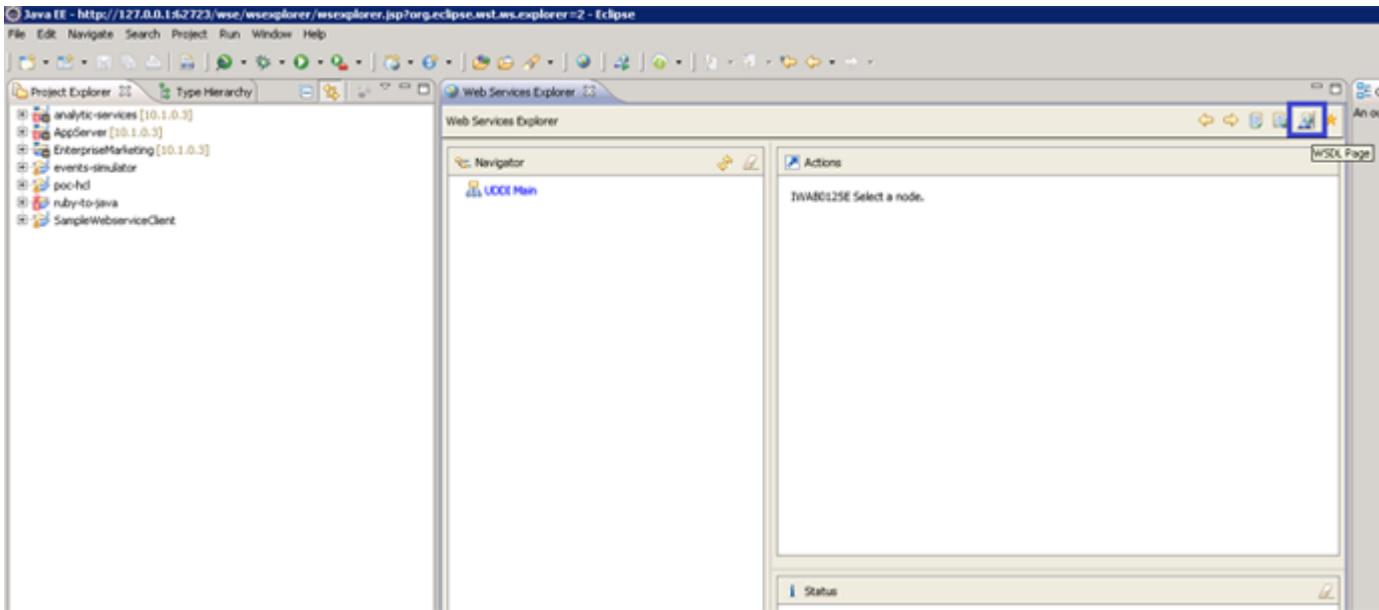 Java EE - http://127.0.0.1:62723/wse/wsexplorer/wsexplorer.jsp?org.eclipse.wst.ws.explorer=2 - Eclipse
File Edit Navigate Search Project Run Window Help
Project Explorer Type Hierarchy
analytic-services [10.1.0.3]
AppServer [10.1.0.3]
EnterpriseMarketing [10.1.0.3]
events-simulator
poc-hcl
ruby-to-java
SampleWebserviceClient
Web Services Explorer
Web Services Explorer
WSDL Page
Navigator
UDDI Main
Actions
IWAB0125E Select a node.
Status
An